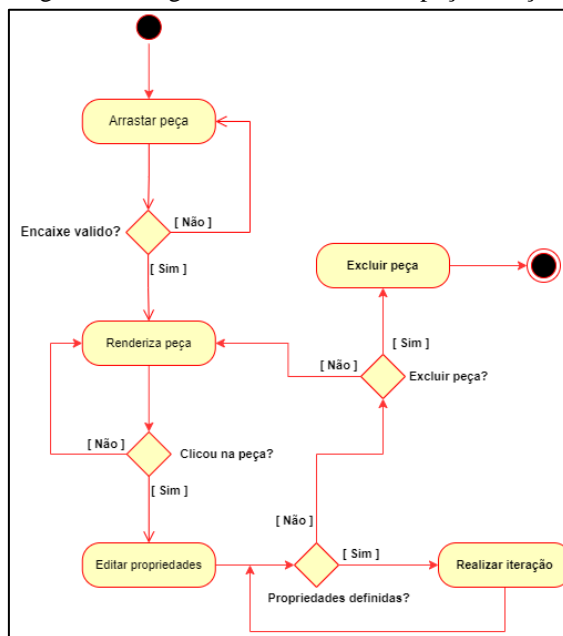 Arrastar peça
Encaixe valido?
[ Não ]
[ Sim ]
Excluir peça
Renderiza peça
[ Sim ]
[ Não ]
Excluir peça?
[ Não ]
Clicou na peça?
[ Sim ]
[ Não ]
Editar propriedades
[ Sim ]
Realizar iteração
Propriedades definidas?